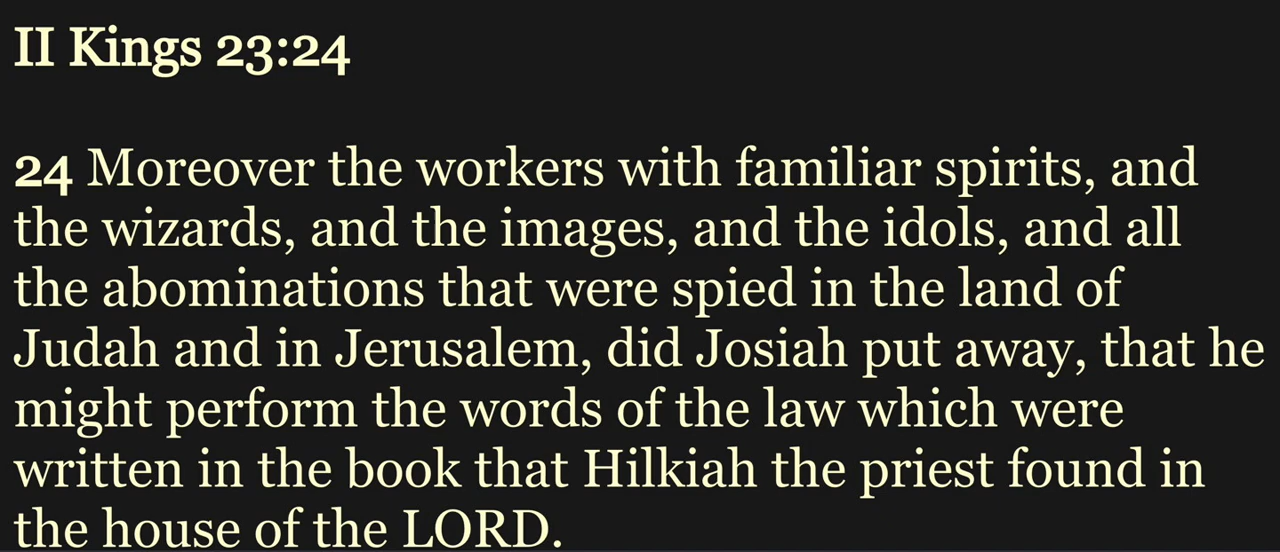 II Kings 23:24
24 Moreover the workers with familiar spirits, and
the wizards, and the images, and the idols, and all
the abominations that were spied in the land of
Judah and in Jerusalem, did Josiah put away, that he
might perform the words of the law which were
written in the book that Hilkiah the priest found in
the house of the LORD.